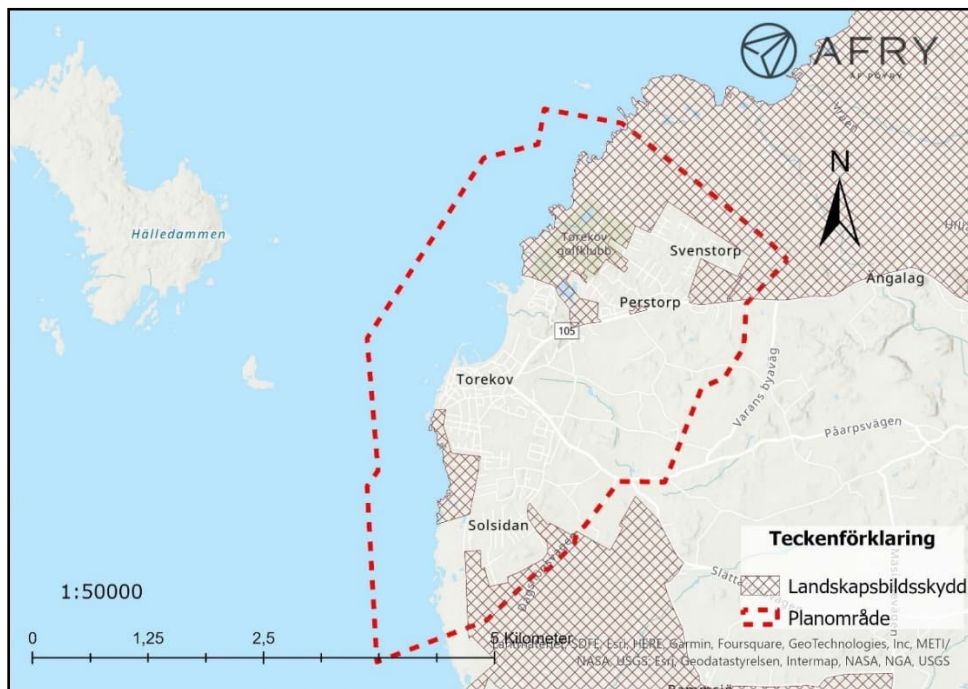 AFRY
ÅF PÖYRY
Vraen
N
Hälledammen
Torekov
golfklubb
Svenstorp
Ängalag
Perstorp
105
Torekov
Varans byaväg
Påarpsvägen
Solsidan
Teckenförklaring
Landskapsbildsskydd
Planområde
1:50000
0
1,25
2,5
5 Kilometer
SDFE, Esri, HERE, Garmin, Foursquare, GeoTechnologies, Inc, METI/
NASA, USGS, Esri, Geodatastyrelsen, Intermap, NASA, NGA, USGS